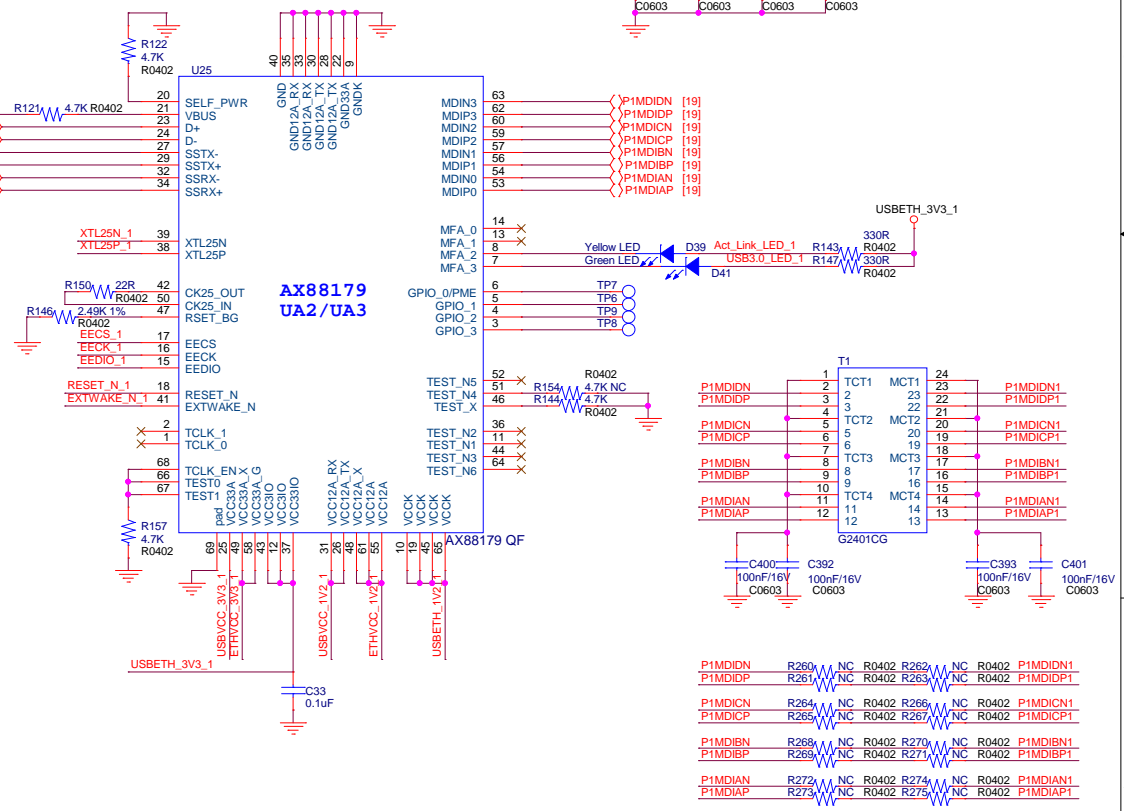 C0603 C0603 C0603 C0603
R122
4.7K
R0402
U25
R121 4.7K R0402
40 35 33 30 28 22 9
GND GND12A_RX GND12A_RX GND12A_TX GND12A_TX GND33A GNDK
20 SELF_PWR
21 VBUS
23 D+
24 D-
27 SSTX-
29 SSTX+
32 SSRX-
34 SSRX+
MDIN3 63 P1MDIDN [19]
MDIP3 62 P1MDIDP [19]
MDIN2 60 P1MDICN [19]
MDIP2 59 P1MDICP [19]
MDIN1 57 P1MDIBN [19]
MDIP1 56 P1MDIBP [19]
MDIN0 54 P1MDIAN [19]
MDIP0 53 P1MDIAP [19]
XTL25N_1 39 XTL25N
XTL25P_1 38 XTL25P
MFA_0 14
MFA_1 13
MFA_2 8 Yellow LED D39 Act_Link_LED_1 R143 330R R0402
MFA_3 7 Green LED D41 USB3.0_LED_1 R147 330R R0402
USBETH_3V3_1
R150 22R R0402 42 CK25_OUT
50 CK25_IN
R146 2.49K 1% R0402 47 RSET_BG
AX88179
UA2/UA3
GPIO_0/PME 6 TP7
GPIO_1 5 TP6
GPIO_2 4 TP9
GPIO_3 3 TP8
EECS_1 17 EECS
EECK_1 16 EECK
EEDIO_1 15 EEDIO
RESET_N_1 18 RESET_N
EXTWAKE_N_1 41 EXTWAKE_N
TEST_N5 52
TEST_N4 51 R154 4.7K NC R0402
TEST_X 46 R144 4.7K R0402
2 TCLK_1
1 TCLK_0
TEST_N2 36
TEST_N1 11
TEST_N3 44
TEST_N6 64
68 TCLK_EN
66 TEST0
67 TEST1
R157
4.7K
R0402
pad VCC33A VCC33A_X VCC33A_G VCC3IO VCC3IO VCC33IO
69 25 49 58 43 12 37
VCC12A_RX VCC12A_TX VCC12A_X VCC12A VCC12A
31 26 48 61 55
VCCK VCCK VCCK VCCK
10 19 45 65
AX88179 QF
USBVCC_3V3_1
ETHVCC_3V3_1
USBVCC_1V2_1
ETHVCC_1V2_1
USBETH_1V2_1
USBETH_3V3_1
C33
0.1uF
T1
1 TCT1 MCT1 24
P1MDIDN 2 2 23 23 P1MDIDN1
P1MDIDP 3 3 22 22 P1MDIDP1
4 TCT2 MCT2 21
P1MDICN 5 5 20 20 P1MDICN1
P1MDICP 6 6 19 19 P1MDICP1
7 TCT3 MCT3 18
P1MDIBN 8 8 17 17 P1MDIBN1
P1MDIBP 9 9 16 16 P1MDIBP1
10 TCT4 MCT4 15
P1MDIAN 11 11 14 14 P1MDIAN1
P1MDIAP 12 12 13 13 P1MDIAP1
G2401CG
C400 100nF/16V C0603
C392 100nF/16V C0603
C393 100nF/16V C0603
C401 100nF/16V C0603
P1MDIDN R260 NC R0402 R262 NC R0402 P1MDIDN1
P1MDIDP R261 NC R0402 R263 NC R0402 P1MDIDP1
P1MDICN R264 NC R0402 R266 NC R0402 P1MDICN1
P1MDICP R265 NC R0402 R267 NC R0402 P1MDICP1
P1MDIBN R268 NC R0402 R270 NC R0402 P1MDIBN1
P1MDIBP R269 NC R0402 R271 NC R0402 P1MDIBP1
P1MDIAN R272 NC R0402 R274 NC R0402 P1MDIAN1
P1MDIAP R273 NC R0402 R275 NC R0402 P1MDIAP1